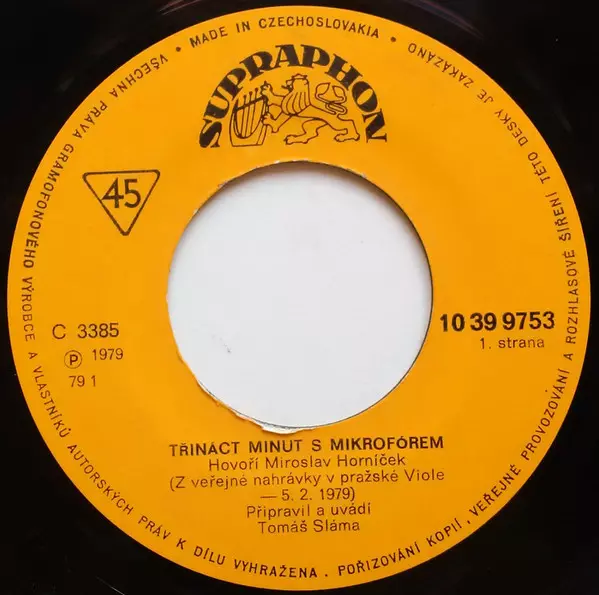 • MADE IN CZECHOSLOVAKIA •
SUPRAPHON
45
C 3385
Ⓟ 1979
79 1
10 39 9753
1. strana
TŘINÁCT MINUT S MIKROFÓREM
Hovoří Miroslav Horníček
(Z veřejné nahrávky v pražské Viole
— 5. 2. 1979)
Připravil a uvádí
Tomáš Sláma
VŠECHNA PRÁVA GRAMOFONOVÉHO VÝROBCE A VLASTNÍKŮ AUTORSKÝCH PRÁV K DÍLU VYHRAŽENA. POŘIZOVÁNÍ KOPIÍ, VEŘEJNÉ PROVOZOVÁNÍ A ROZHLASOVÉ ŠÍŘENÍ TÉTO DESKY JE ZAKÁZÁNO